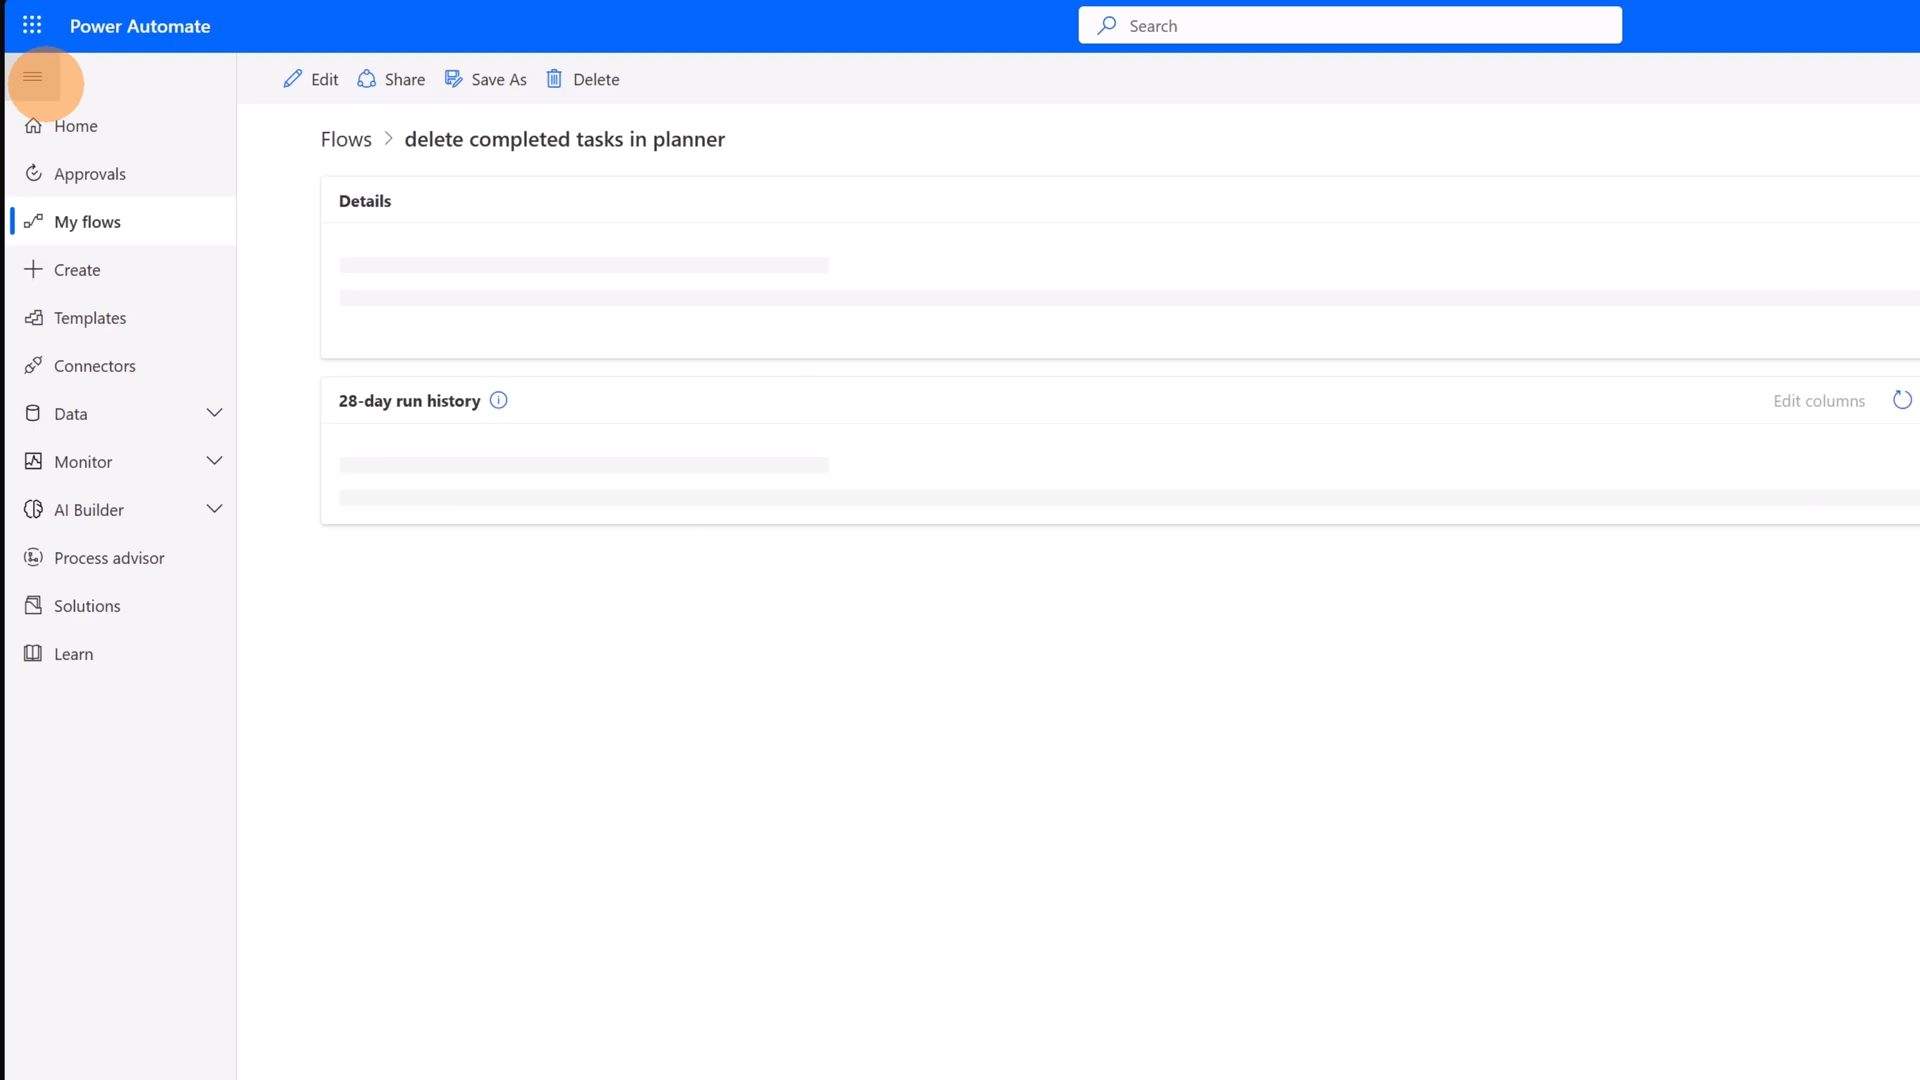 Power Automate
Search
Edit Share Save As Delete
Home
Approvals
My flows
Create
Templates
Connectors
Data
Monitor
AI Builder
Process advisor
Solutions
Learn
Flows > delete completed tasks in planner
Details
28-day run history
Edit columns